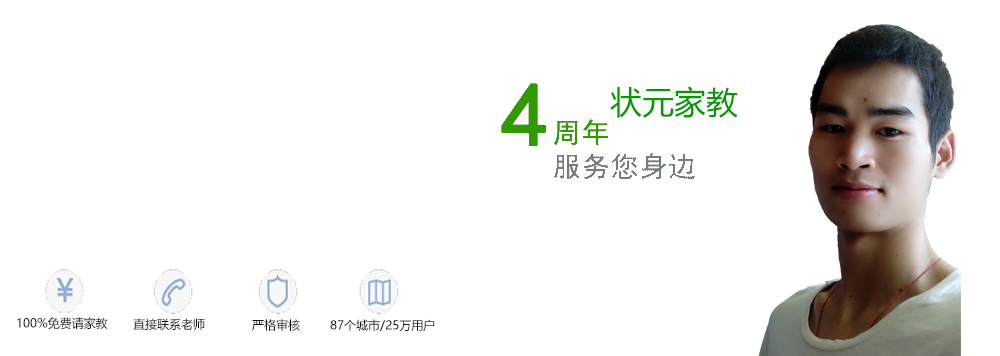 4周年
状元家教
服务您身边
100%免费请家教
直接联系老师
严格审核
87个城市/25万用户